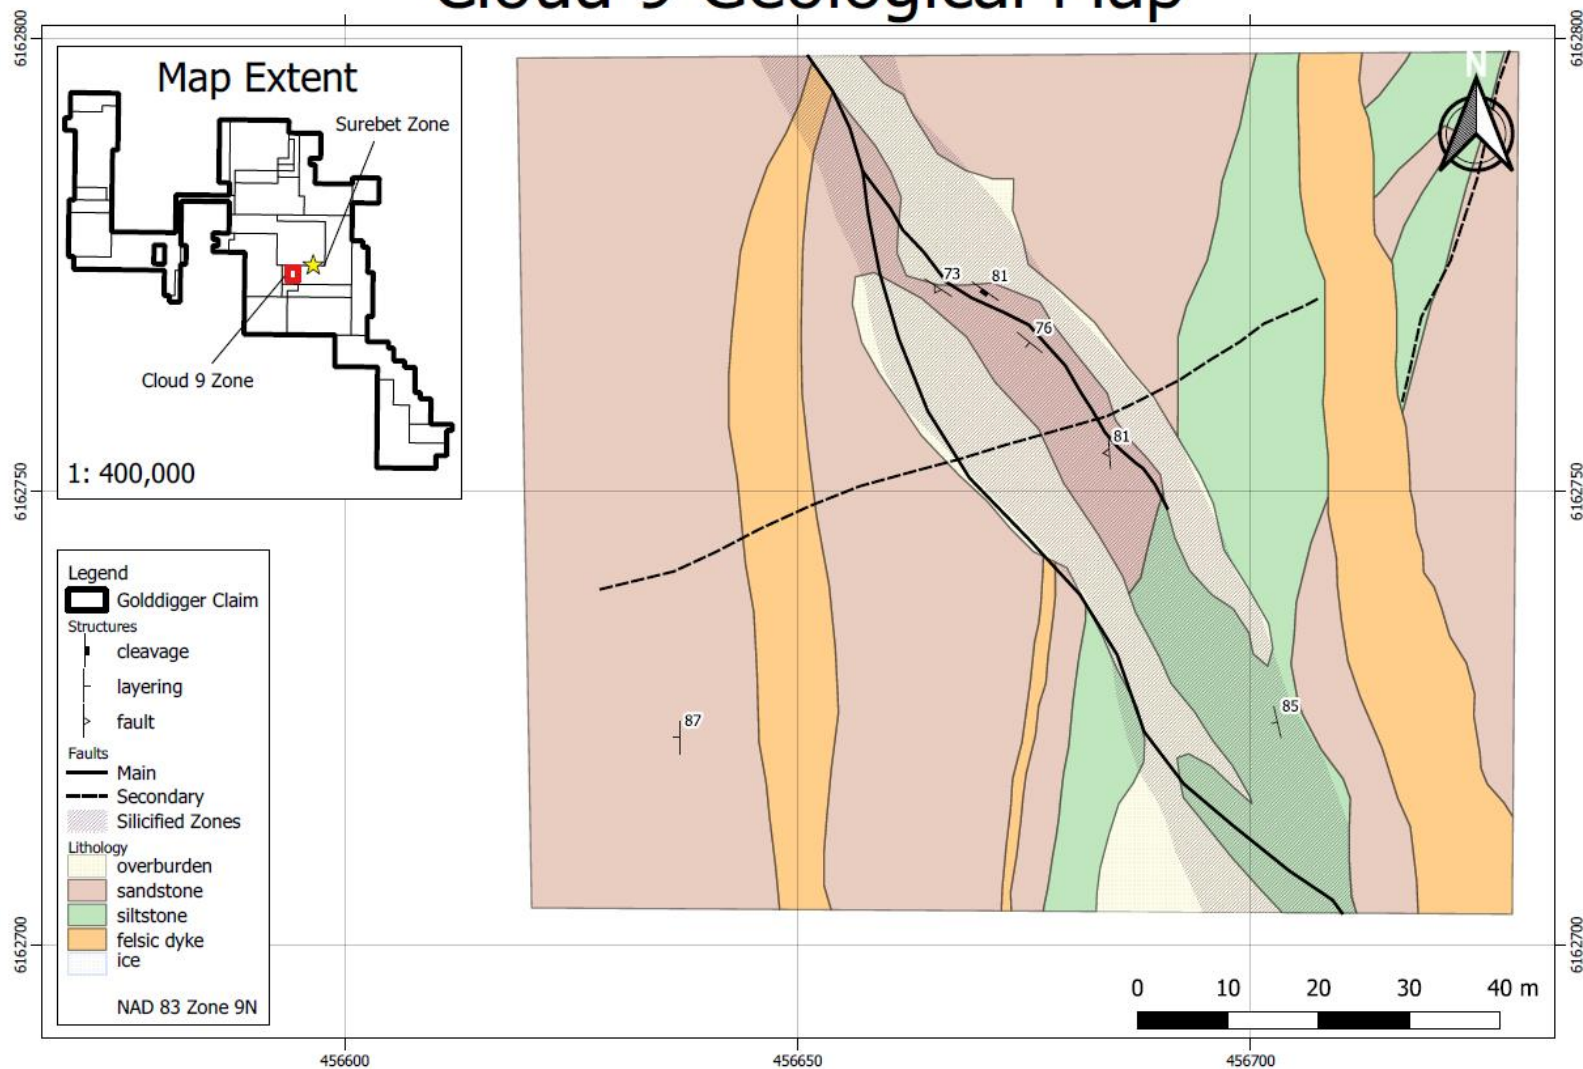 Cloud 9 Geological Map
6162800
6162800
Map Extent
Surebet Zone
Cloud 9 Zone
1: 400,000
N
73
81
76
81
6162750
6162750
Legend
Golddigger Claim
Structures
cleavage
layering
fault
Faults
Main
Secondary
Silicified Zones
Lithology
overburden
sandstone
siltstone
felsic dyke
ice
NAD 83 Zone 9N
87
85
6162700
6162700
0 10 20 30 40 m
456600 456650 456700